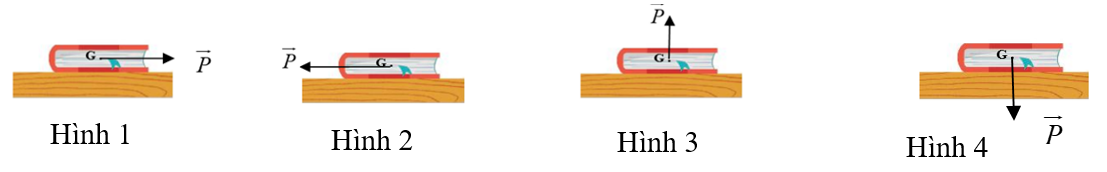 G P⃗
Hình 1
P⃗ G
Hình 2
P⃗
G
Hình 3
G
P⃗
Hình 4